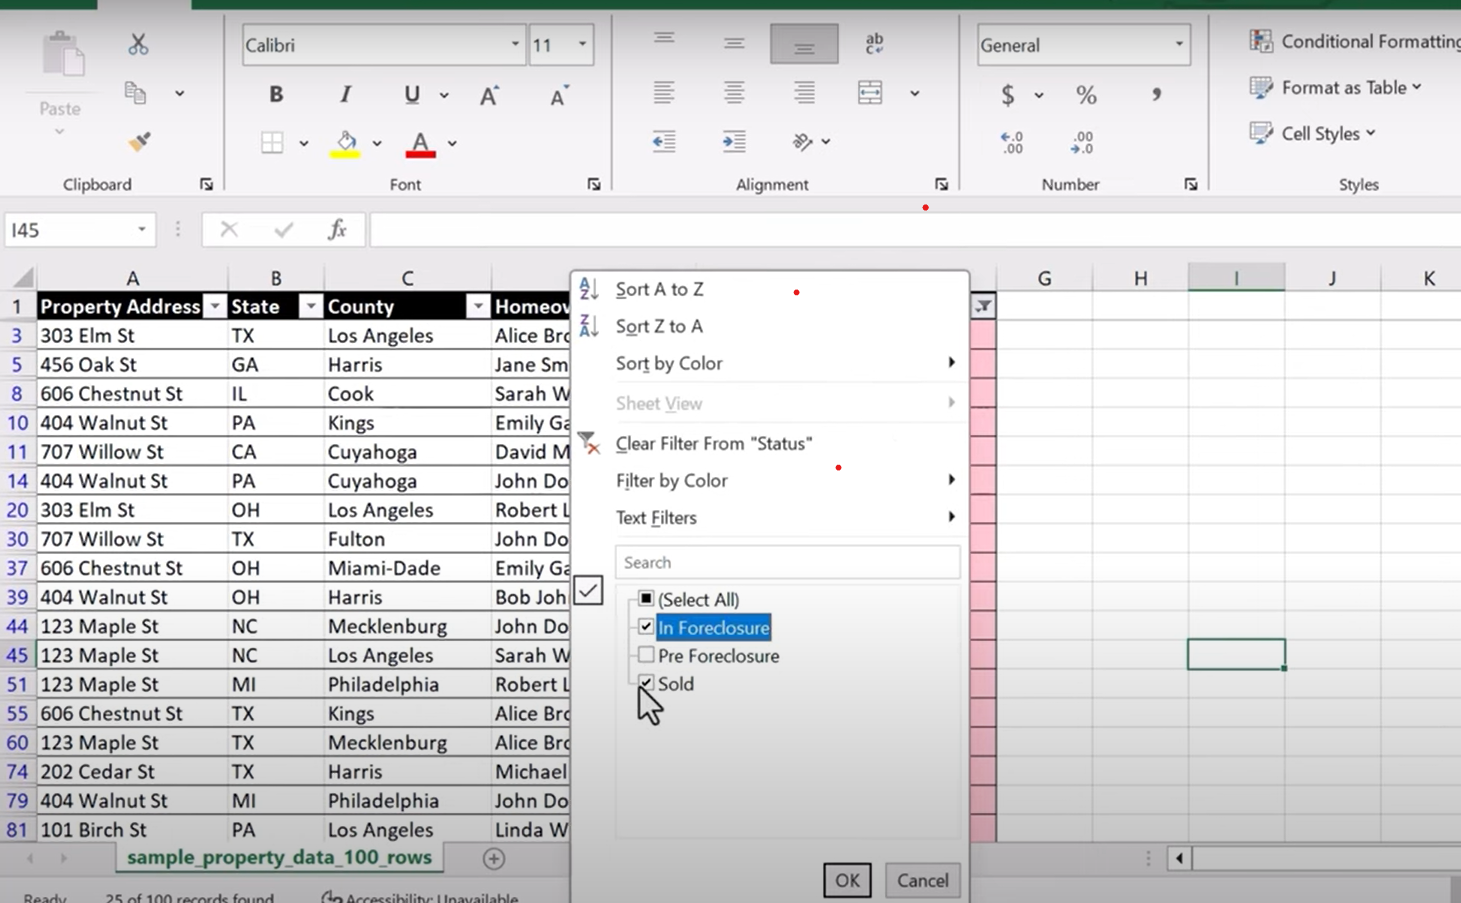 Calibri 11 ab c General Conditional Formatting
Paste B I U A A $ % , Format as Table
A .00 .00 .0 Cell Styles
Clipboard Font Alignment Number Styles
I45 fx
A B C G H I J K
1 Property Address State County
3 303 Elm St TX Los Angeles
5 456 Oak St GA Harris
8 606 Chestnut St IL Cook
10 404 Walnut St PA Kings
11 707 Willow St CA Cuyahoga
14 404 Walnut St PA Cuyahoga
20 303 Elm St OH Los Angeles
30 707 Willow St TX Fulton
37 606 Chestnut St OH Miami-Dade
39 404 Walnut St OH Harris
44 123 Maple St NC Mecklenburg
45 123 Maple St NC Los Angeles
51 123 Maple St MI Philadelphia
55 606 Chestnut St TX Kings
60 123 Maple St TX Mecklenburg
74 202 Cedar St TX Harris
79 404 Walnut St MI Philadelphia
81 101 Birch St PA Los Angeles
Homeow
Alice Bro
Jane Sm
Sarah W
Emily Ga
David M
John Do
Robert L
John Do
Emily Ga
Bob Joh
John Do
Sarah W
Robert L
Alice Bro
Alice Bro
Michael
John Do
Linda W
Sort A to Z
Sort Z to A
Sort by Color
Sheet View
Clear Filter From "Status"
Filter by Color
Text Filters
Search
(Select All)
In Foreclosure
Pre Foreclosure
Sold
OK Cancel
sample_property_data_100_rows
Ready 25 of 100 records found Accessibility: Unavailable